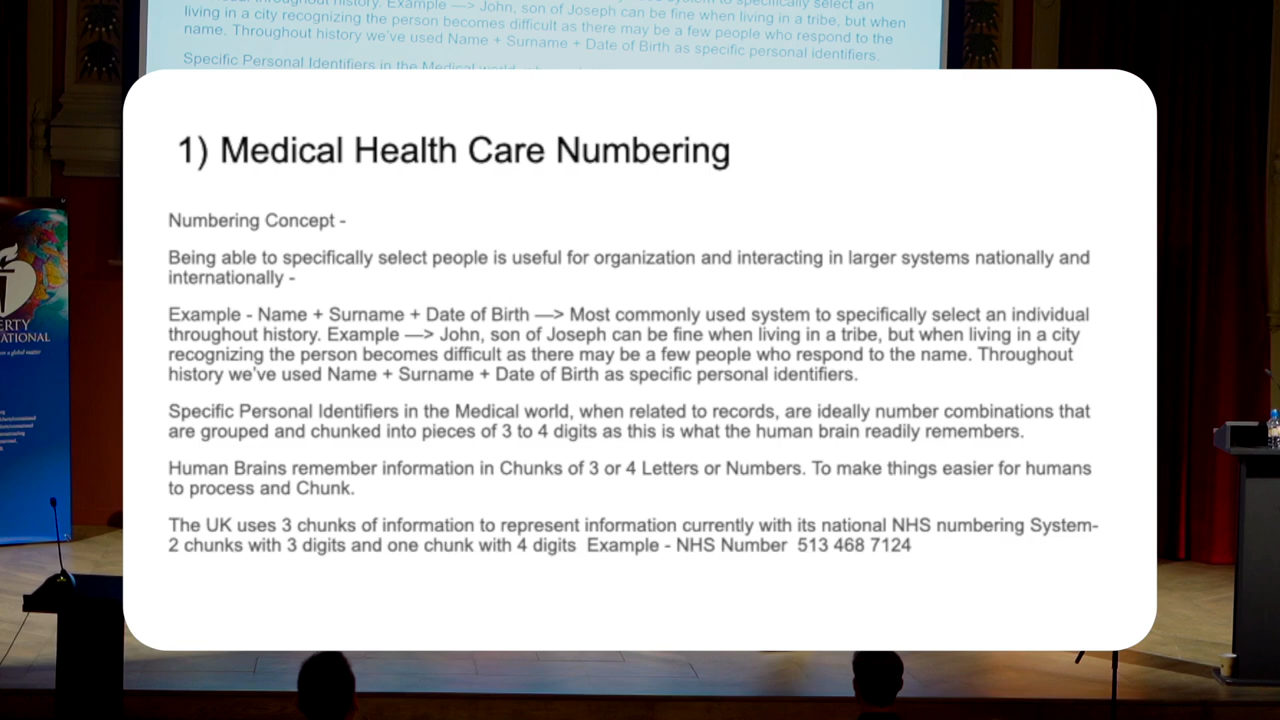 living in a city recognizing the person becomes difficult as there may be a few people who respond to the
name. Throughout history we've used Name + Surname + Date of Birth as specific personal identifiers.
Specific Personal Identifiers in the Medical world,
1) Medical Health Care Numbering
Numbering Concept -
Being able to specifically select people is useful for organization and interacting in larger systems nationally and
internationally -
Example - Name + Surname + Date of Birth —> Most commonly used system to specifically select an individual
throughout history. Example —> John, son of Joseph can be fine when living in a tribe, but when living in a city
recognizing the person becomes difficult as there may be a few people who respond to the name. Throughout
history we've used Name + Surname + Date of Birth as specific personal identifiers.
Specific Personal Identifiers in the Medical world, when related to records, are ideally number combinations that
are grouped and chunked into pieces of 3 to 4 digits as this is what the human brain readily remembers.
Human Brains remember information in Chunks of 3 or 4 Letters or Numbers. To make things easier for humans
to process and Chunk.
The UK uses 3 chunks of information to represent information currently with its national NHS numbering System-
2 chunks with 3 digits and one chunk with 4 digits  Example - NHS Number  513 468 7124